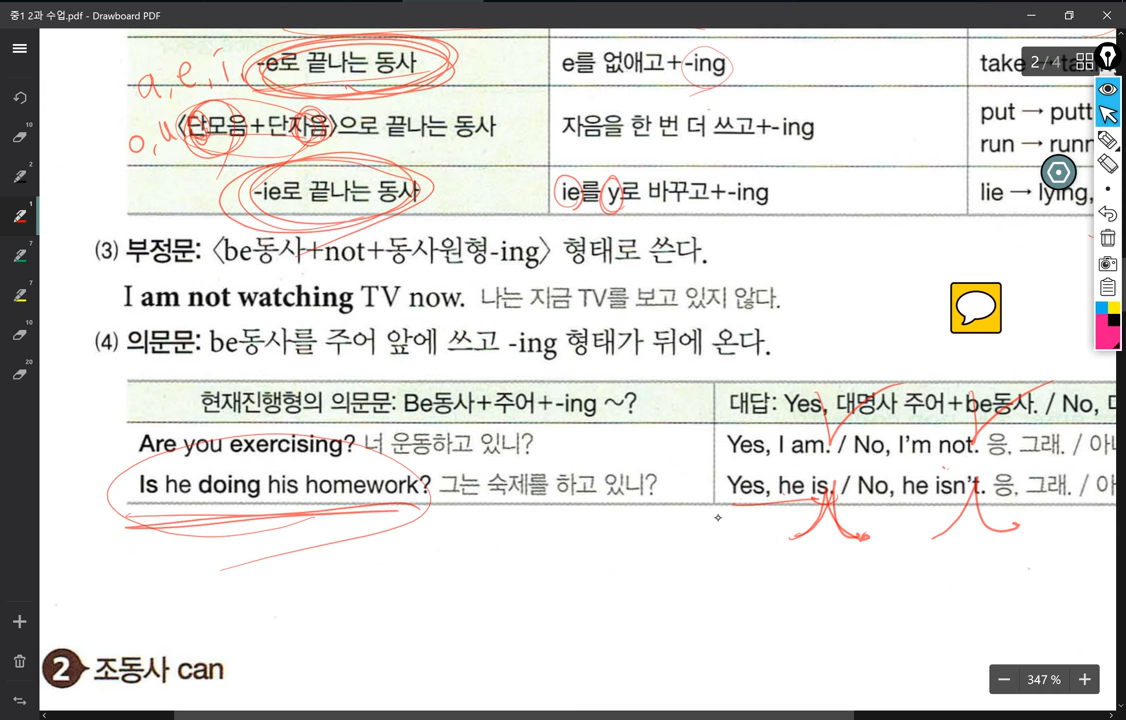 중1 2과 수업.pdf - Drawboard PDF
2 / 4
a, e, i,
o, u
-e로 끝나는 동사
e를 없애고+-ing
take →
〈단모음+단자음〉으로 끝나는 동사
자음을 한 번 더 쓰고+-ing
put → putt
run → runn
-ie로 끝나는 동사
ie를 y로 바꾸고+-ing
lie → lying,
(3) 부정문: 〈be동사+not+동사원형-ing〉 형태로 쓴다.
I am not watching TV now. 나는 지금 TV를 보고 있지 않다.
(4) 의문문: be동사를 주어 앞에 쓰고 -ing 형태가 뒤에 온다.
현재진행형의 의문문: Be동사+주어+-ing ~?
대답: Yes, 대명사 주어+be동사. / No,
Are you exercising? 너 운동하고 있니?
Yes, I am. / No, I'm not. 응, 그래. / 아
Is he doing his homework? 그는 숙제를 하고 있니?
Yes, he is. / No, he isn't. 응, 그래. / 아
2 조동사 can
347 %
10
2
1
7
7
10
20